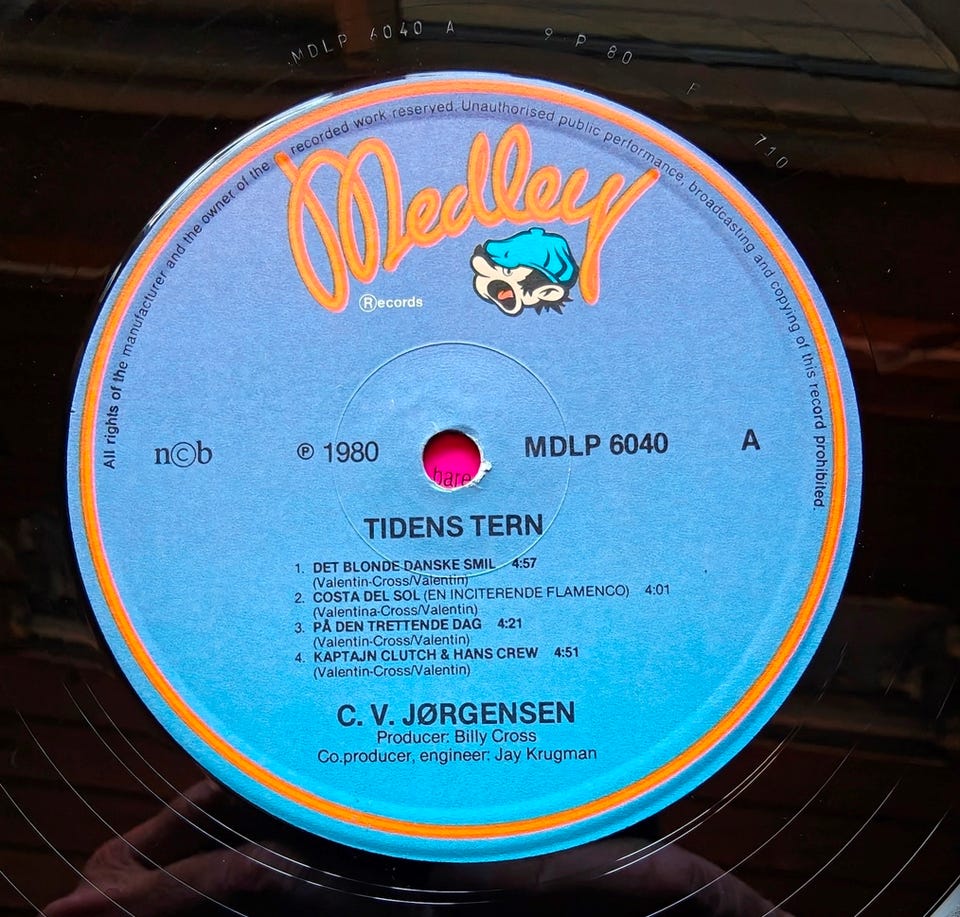 MDLP 6040 A 9 P 80 F 710
All rights of the manufacturer and the owner of the recorded work reserved. Unauthorised public performance, broadcasting and copying of this record prohibited.
Medley
Records
n©b
℗ 1980
MDLP 6040
A
hare
TIDENS TERN
1. DET BLONDE DANSKE SMIL 4:57
(Valentin-Cross/Valentin)
2. COSTA DEL SOL (EN INCITERENDE FLAMENCO) 4:01
(Valentina-Cross/Valentin)
3. PÅ DEN TRETTENDE DAG 4:21
(Valentin-Cross/Valentin)
4. KAPTAJN CLUTCH & HANS CREW 4:51
(Valentin-Cross/Valentin)
C. V. JØRGENSEN
Producer: Billy Cross
Co.producer, engineer: Jay Krugman